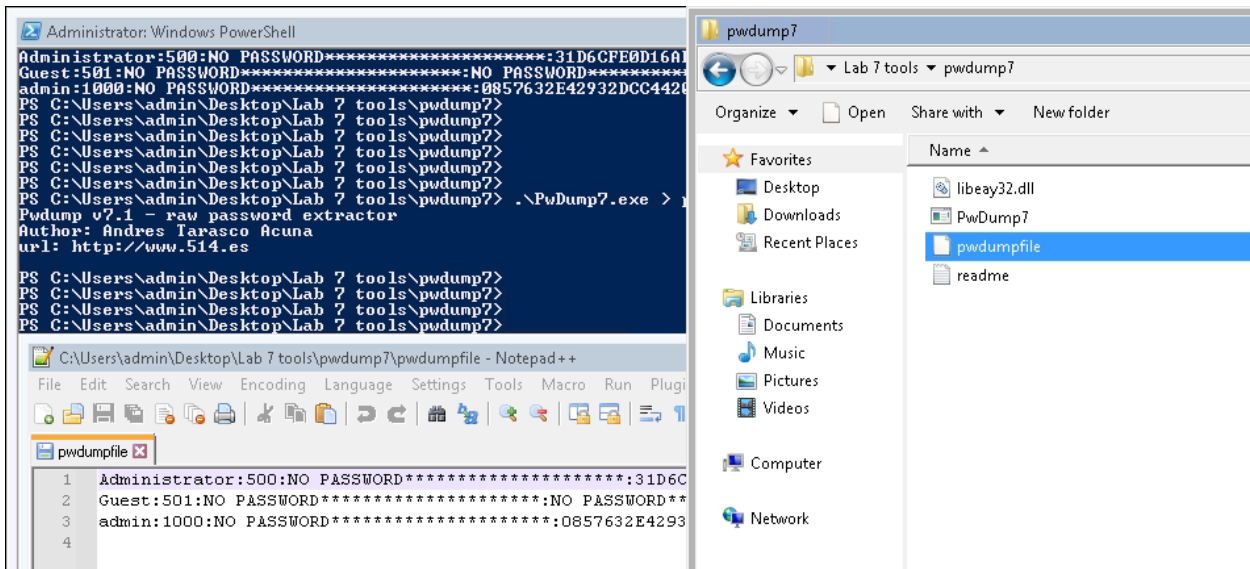 Administrator: Windows PowerShell
Administrator:500:NO PASSWORD*********************:31D6CFE0D16A
Guest:501:NO PASSWORD*********************:NO PASSWORD**********
admin:1000:NO PASSWORD*********************:0857632E42932DCC442
PS C:\Users\admin\Desktop\Lab 7 tools\pwdump7>
PS C:\Users\admin\Desktop\Lab 7 tools\pwdump7>
PS C:\Users\admin\Desktop\Lab 7 tools\pwdump7>
PS C:\Users\admin\Desktop\Lab 7 tools\pwdump7>
PS C:\Users\admin\Desktop\Lab 7 tools\pwdump7>
PS C:\Users\admin\Desktop\Lab 7 tools\pwdump7>
PS C:\Users\admin\Desktop\Lab 7 tools\pwdump7> .\PwDump7.exe >
Pwdump v7.1 - raw password extractor
Author: Andres Tarasco Acuna
url: http://www.514.es
PS C:\Users\admin\Desktop\Lab 7 tools\pwdump7>
PS C:\Users\admin\Desktop\Lab 7 tools\pwdump7>
PS C:\Users\admin\Desktop\Lab 7 tools\pwdump7>
PS C:\Users\admin\Desktop\Lab 7 tools\pwdump7>
C:\Users\admin\Desktop\Lab 7 tools\pwdump7\pwdumpfile - Notepad++
File Edit Search View Encoding Language Settings Tools Macro Run Plugi
pwdumpfile
1 Administrator:500:NO PASSWORD*********************:31D6C
2 Guest:501:NO PASSWORD*********************:NO PASSWORD**
3 admin:1000:NO PASSWORD*********************:0857632E4293
4
pwdump7
Lab 7 tools pwdump7
Organize Open Share with New folder
Favorites
Desktop
Downloads
Recent Places
Libraries
Documents
Music
Pictures
Videos
Computer
Network
Name
libeay32.dll
PwDump7
pwdumpfile
readme